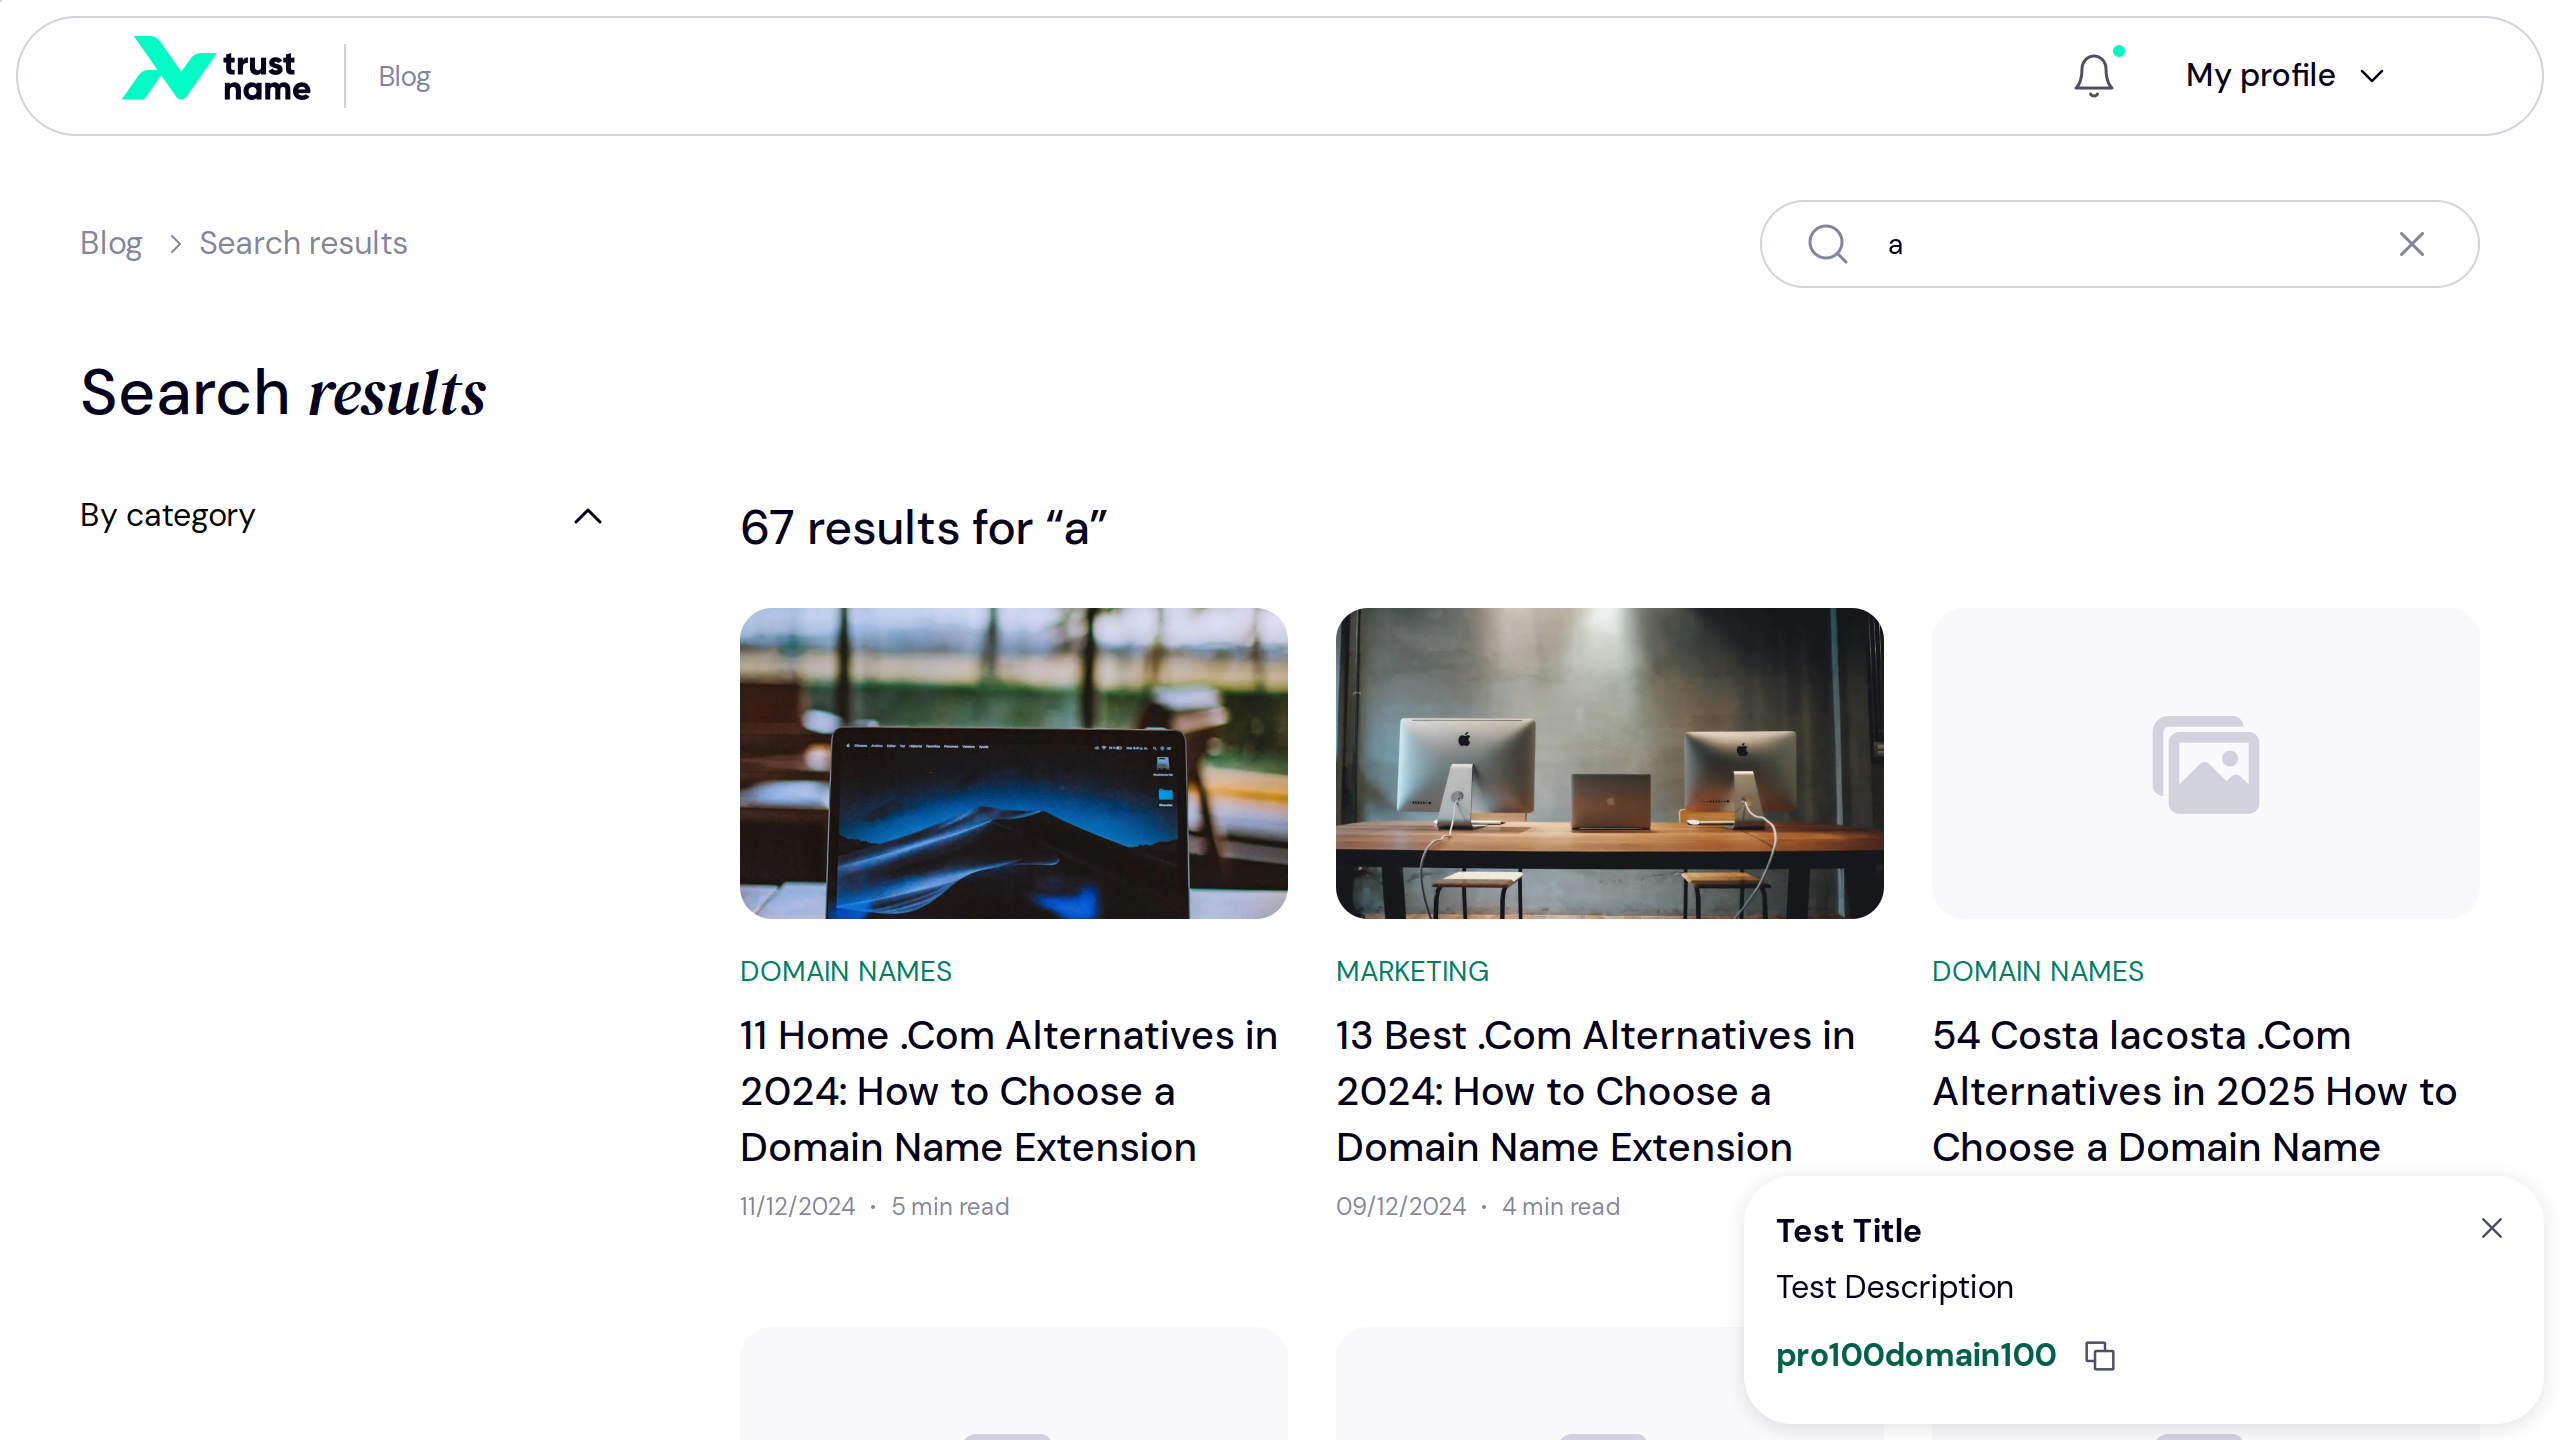 trust
name
Blog
My profile
Blog
Search results
a
Search results
By category
67 results for “a”
DOMAIN NAMES
11 Home .Com Alternatives in
2024: How to Choose a
Domain Name Extension
11/12/2024 · 5 min read
MARKETING
13 Best .Com Alternatives in
2024: How to Choose a
Domain Name Extension
09/12/2024 · 4 min read
DOMAIN NAMES
54 Costa lacosta .Com
Alternatives in 2025 How to
Choose a Domain Name
Test Title
Test Description
pro100domain100